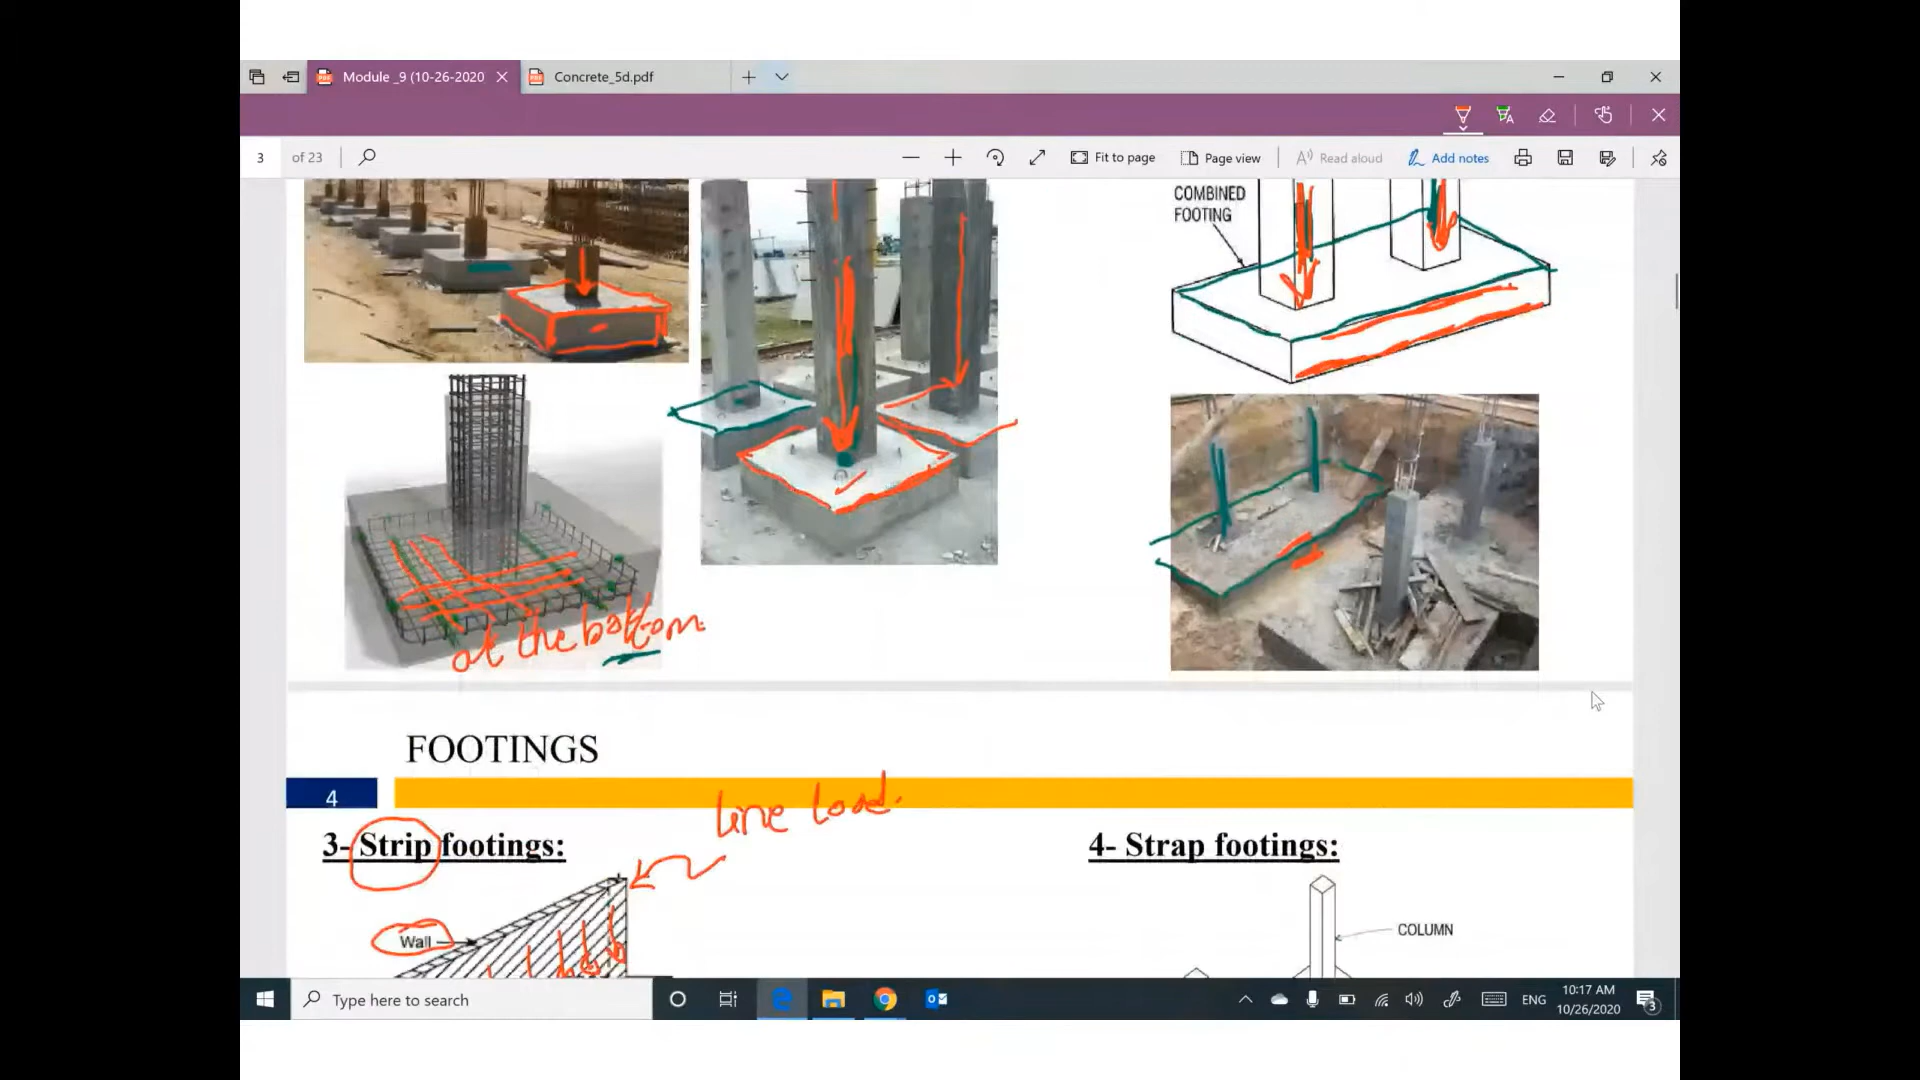 Module _9 (10-26-2020
Concrete_5d.pdf
3 of 23
Fit to page
Page view
Read aloud
Add notes
COMBINED
FOOTING
at the bottom
FOOTINGS
4
line load.
3- Strip footings:
4- Strap footings:
Wall
COLUMN
Type here to search
ENG
10:17 AM
10/26/2020
3